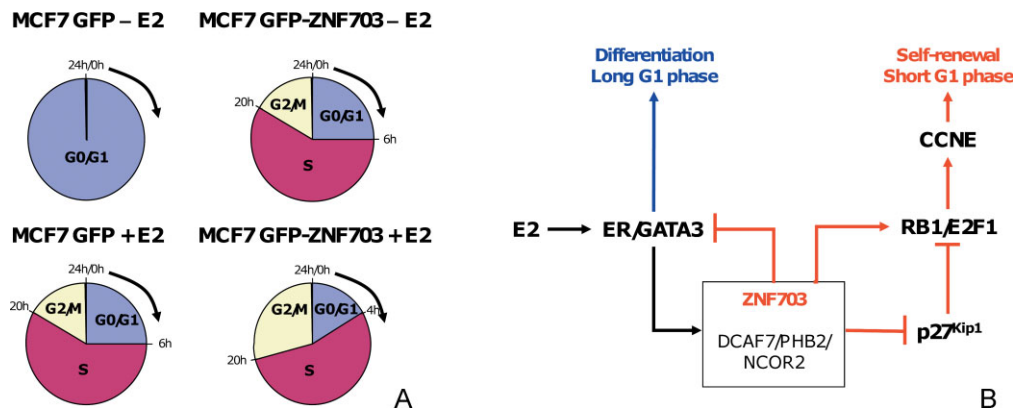 MCF7 GFP – E2
24h/0h
G0/G1
MCF7 GFP-ZNF703 – E2
24h/0h
20h
G2/M
G0/G1
6h
S
MCF7 GFP + E2
24h/0h
20h
G2/M
G0/G1
6h
S
MCF7 GFP-ZNF703 + E2
24h/0h
G2/M
G0/G1
4h
20h
S
A
Differentiation
Long G1 phase
Self-renewal
Short G1 phase
CCNE
E2
ER/GATA3
RB1/E2F1
ZNF703
DCAF7/PHB2/
NCOR2
p27Kip1
B